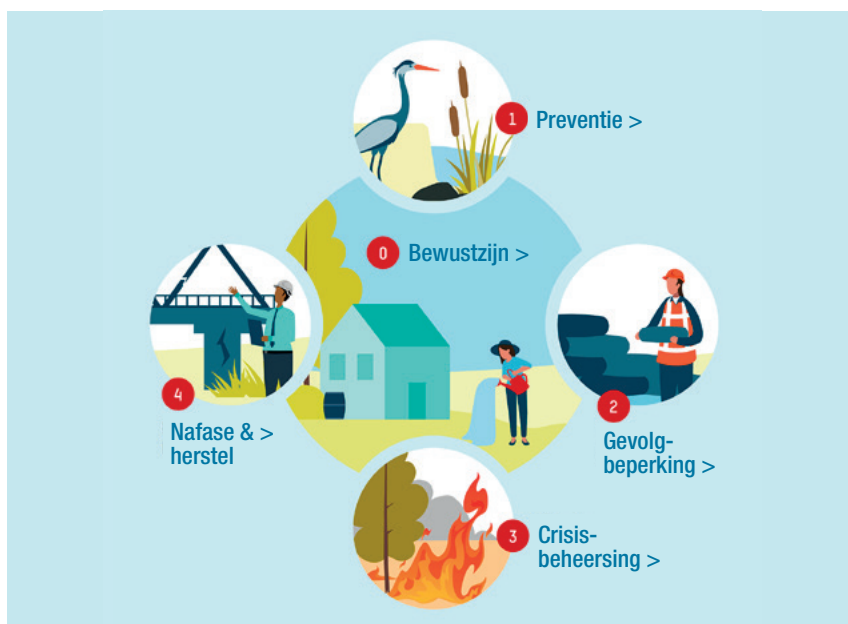 1 Preventie >
0 Bewustzijn >
2
Gevolg-
beperking >
3 Crisis-
beheersing >
4
Nafase & >
herstel